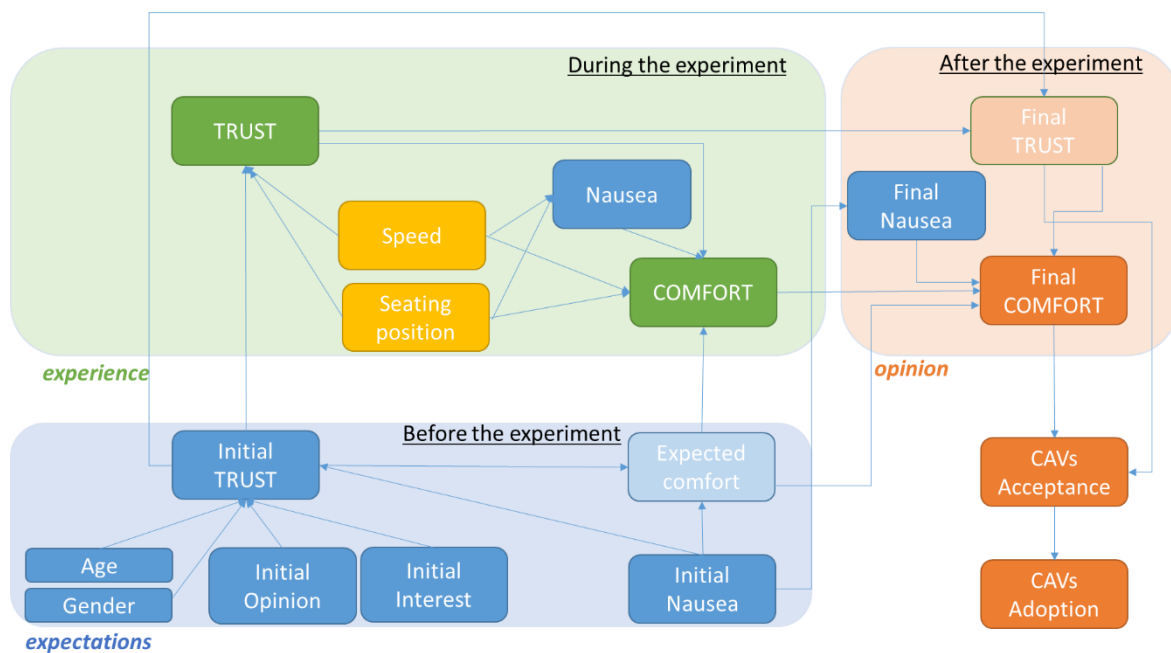 During the experiment
After the experiment
TRUST
Final
TRUST
Nausea
Final
Nausea
Speed
COMFORT
Final
COMFORT
Seating
position
experience
opinion
Before the experiment
Initial
TRUST
Expected
comfort
CAVs
Acceptance
Age
Gender
Initial
Opinion
Initial
Interest
Initial
Nausea
CAVs
Adoption
expectations